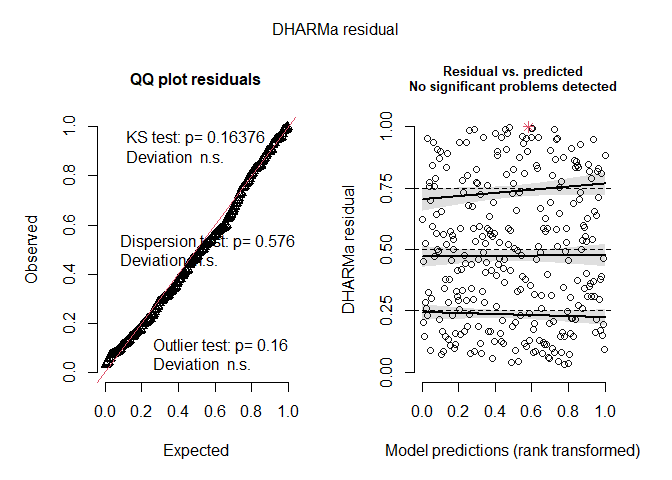 DHARMa residual
QQ plot residuals
KS test: p= 0.16376
Deviation n.s.
Dispersion test: p= 0.576
Deviation n.s.
Outlier test: p= 0.16
Deviation n.s.
Observed
0.0 0.2 0.4 0.6 0.8 1.0
0.0 0.2 0.4 0.6 0.8 1.0
Expected
Residual vs. predicted
No significant problems detected
DHARMa residual
0.00 0.25 0.50 0.75 1.00
0.0 0.2 0.4 0.6 0.8 1.0
Model predictions (rank transformed)